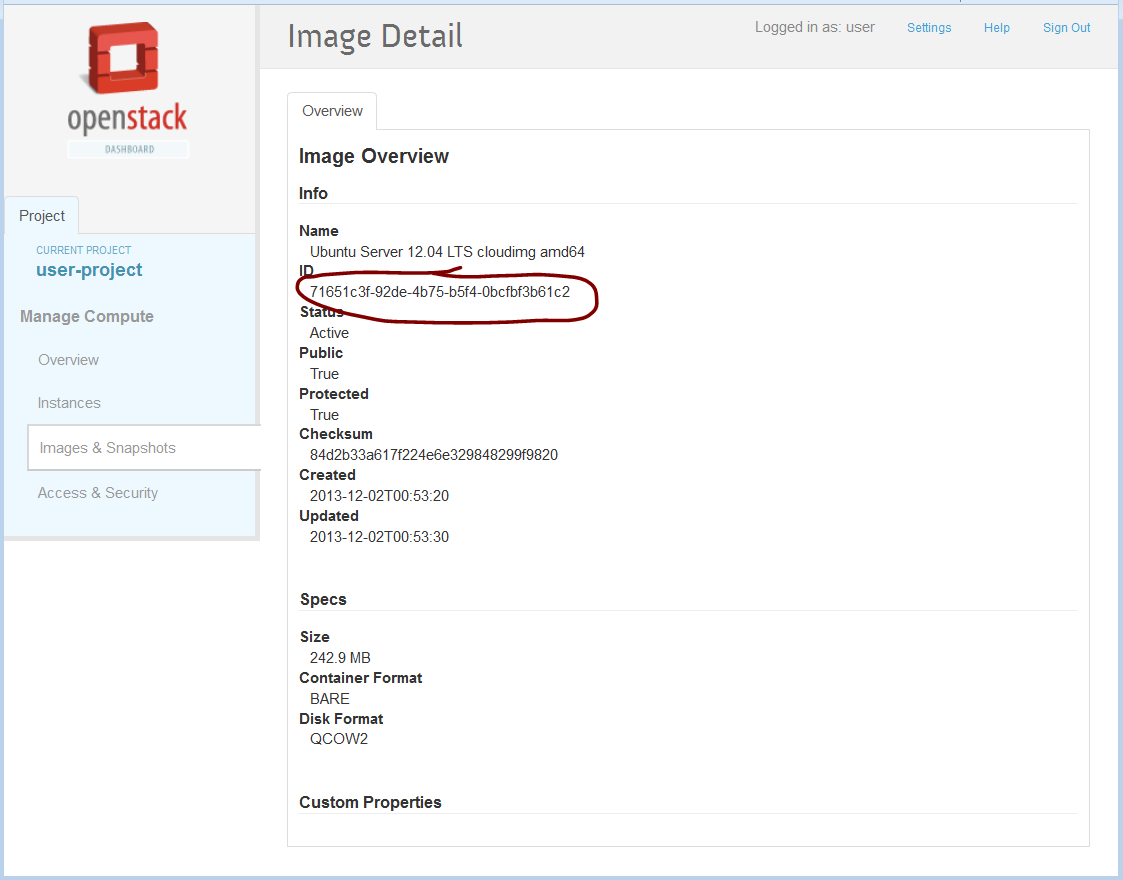 openstack
DASHBOARD
Project
CURRENT PROJECT
user-project
Manage Compute
Overview
Instances
Images & Snapshots
Access & Security
Image Detail
Logged in as: user Settings Help Sign Out
Overview
Image Overview
Info
Name
Ubuntu Server 12.04 LTS cloudimg amd64
ID
71651c3f-92de-4b75-b5f4-0bcfbf3b61c2
Status
Active
Public
True
Protected
True
Checksum
84d2b33a617f224e6e329848299f9820
Created
2013-12-02T00:53:20
Updated
2013-12-02T00:53:30
Specs
Size
242.9 MB
Container Format
BARE
Disk Format
QCOW2
Custom Properties